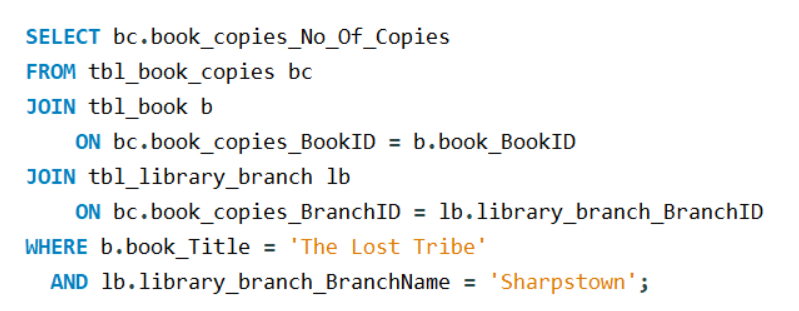 SELECT bc.book_copies_No_Of_Copies
FROM tbl_book_copies bc
JOIN tbl_book b
    ON bc.book_copies_BookID = b.book_BookID
JOIN tbl_library_branch lb
    ON bc.book_copies_BranchID = lb.library_branch_BranchID
WHERE b.book_Title = 'The Lost Tribe'
  AND lb.library_branch_BranchName = 'Sharpstown';